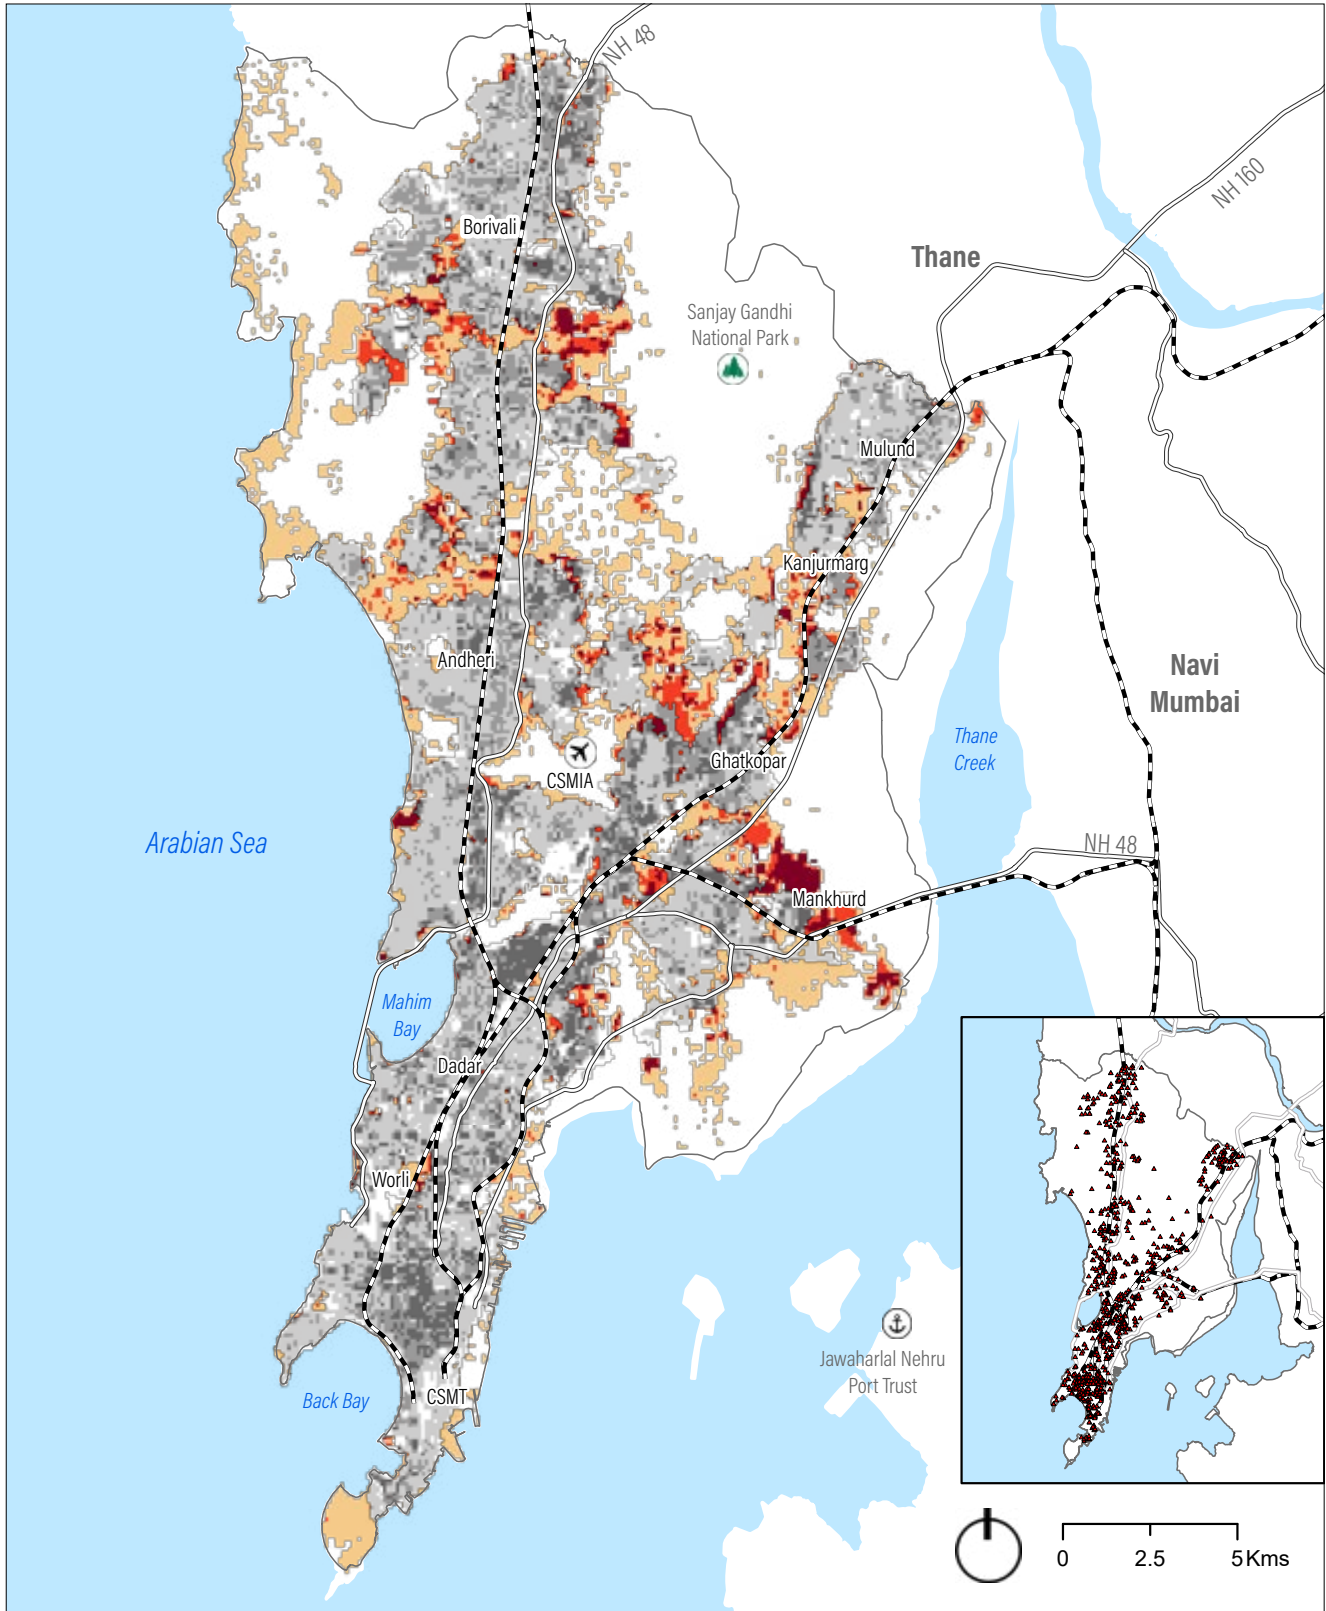 NH 48
NH 160
Borivali
Thane
Sanjay Gandhi
National Park
Mulund
Kanjurmarg
Andheri
Navi
Mumbai
Thane
Creek
Ghatkopar
CSMIA
Arabian Sea
NH 48
Mankhurd
Mahim
Bay
Dadar
Worli
Jawaharlal Nehru
Port Trust
Back Bay
CSMT
0 2.5 5 Kms